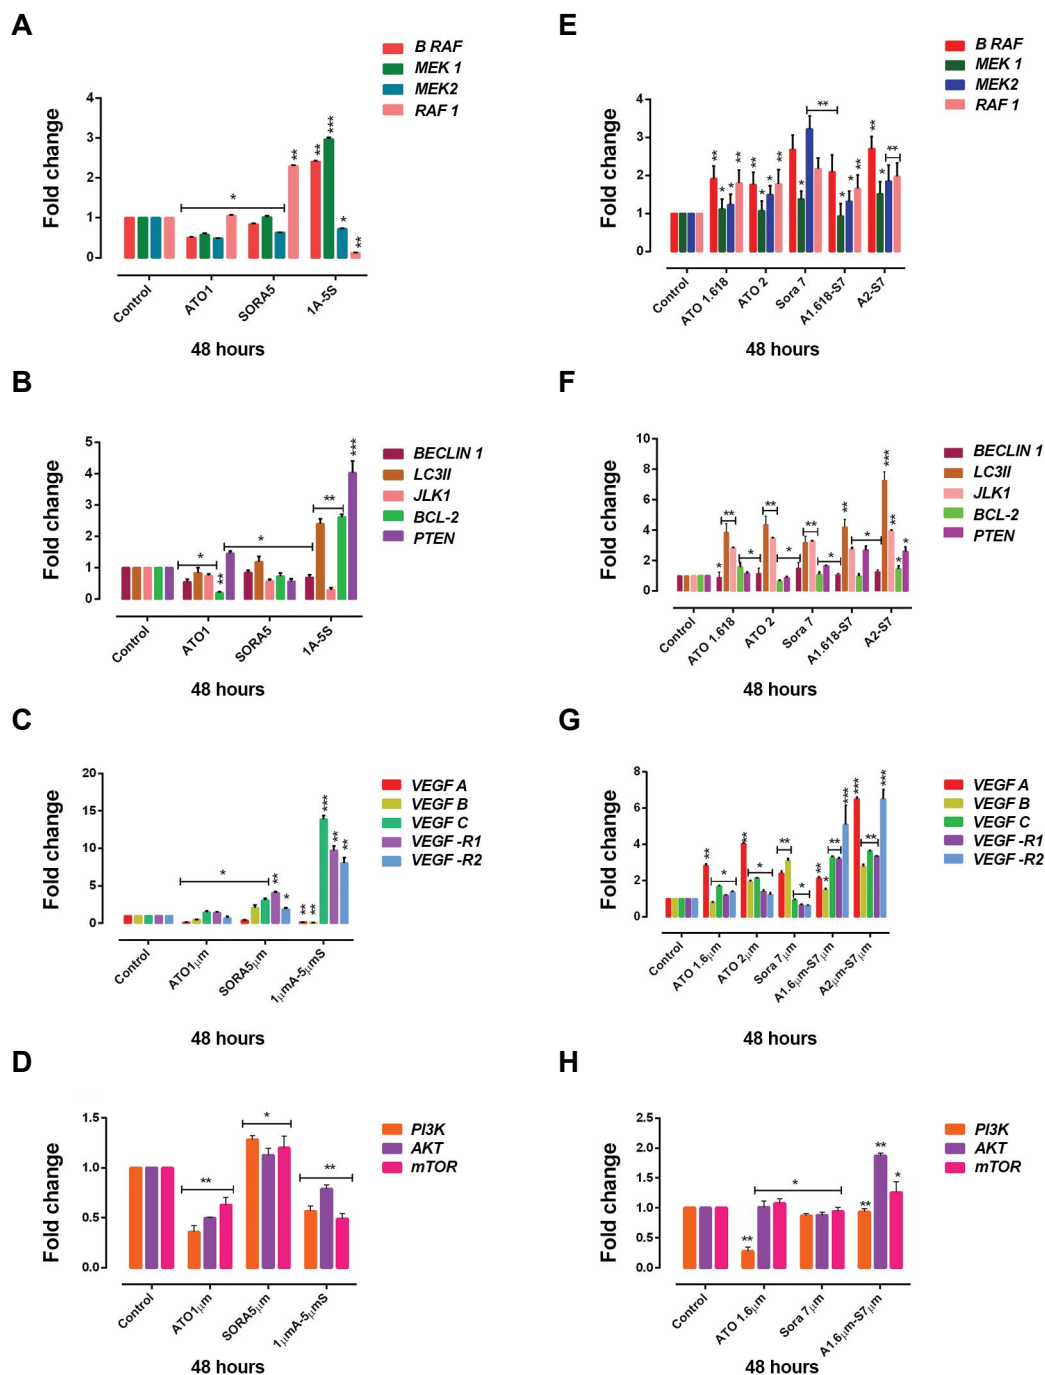 A
B RAF
MEK 1
MEK2
RAF 1
Fold change
4
3
2
1
0
*
**
**
***
*
**
Control
ATO1
SORA5
1A-5S
48 hours
E
B RAF
MEK 1
MEK2
RAF 1
Fold change
4
3
2
1
0
**
*
*
**
**
*
*
**
*
**
*
*
**
**
*
**
Control
ATO 1.618
ATO 2
Sora 7
A1.618-S7
A2-S7
48 hours
B
BECLIN 1
LC3II
JLK1
BCL-2
PTEN
Fold change
5
4
3
2
1
0
*
**
*
**
***
Control
ATO1
SORA5
1A-5S
48 hours
F
BECLIN 1
LC3II
JLK1
BCL-2
PTEN
Fold change
10
8
6
4
2
0
*
**
*
**
*
**
*
**
*
***
**
*
*
Control
ATO 1.618
ATO 2
Sora 7
A1.618-S7
A2-S7
48 hours
C
VEGF A
VEGF B
VEGF C
VEGF -R1
VEGF -R2
Fold change
20
15
10
5
0
*
**
*
**
**
***
**
**
Control
ATO1µm
SORA5µm
1µmA-5µmS
48 hours
G
VEGF A
VEGF B
VEGF C
VEGF -R1
VEGF -R2
Fold change
8
6
4
2
0
**
*
**
*
**
*
**
*
**
***
***
**
***
Control
ATO 1.6µm
ATO 2µm
Sora 7µm
A1.6µm-S7µm
A2µm-S7µm
48 hours
D
PI3K
AKT
mTOR
Fold change
1.5
1.0
0.5
0.0
**
*
**
Control
ATO1µm
SORA5µm
1µmA-5µmS
48 hours
H
PI3K
AKT
mTOR
Fold change
2.5
2.0
1.5
1.0
0.5
0.0
**
*
**
**
*
Control
ATO 1.6µm
Sora 7µm
A1.6µm-S7µm
48 hours